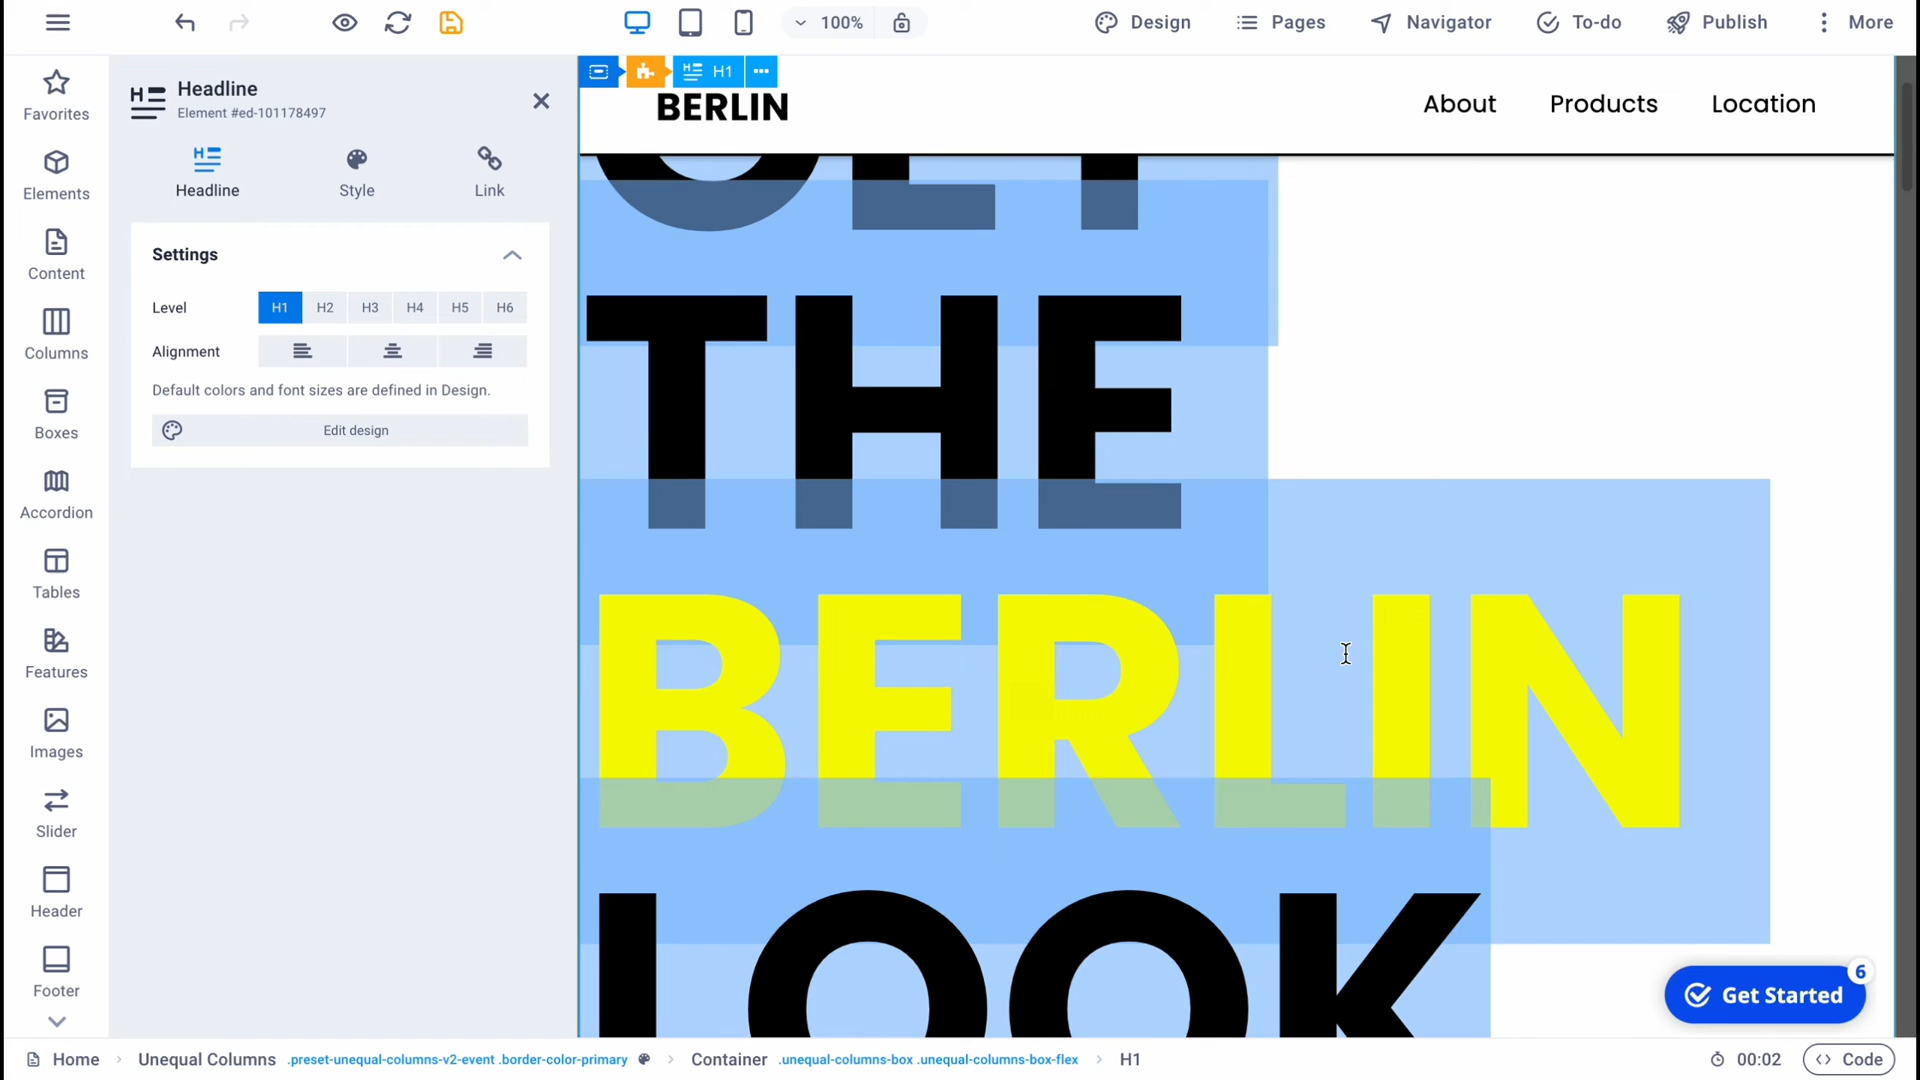 100%
Design
Pages
Navigator
To-do
Publish
More
Favorites
Elements
Content
Columns
Boxes
Accordion
Tables
Features
Images
Slider
Header
Footer
Headline
Element #ed-101178497
Headline
Style
Link
Settings
Level
H1 H2 H3 H4 H5 H6
Alignment
Default colors and font sizes are defined in Design.
Edit design
H1
BERLIN
About
Products
Location
GET
THE
BERLIN
LOOK
6
Get Started
Home
Unequal Columns
.preset-unequal-columns-v2-event .border-color-primary
Container
.unequal-columns-box .unequal-columns-box-flex
H1
00:02
Code